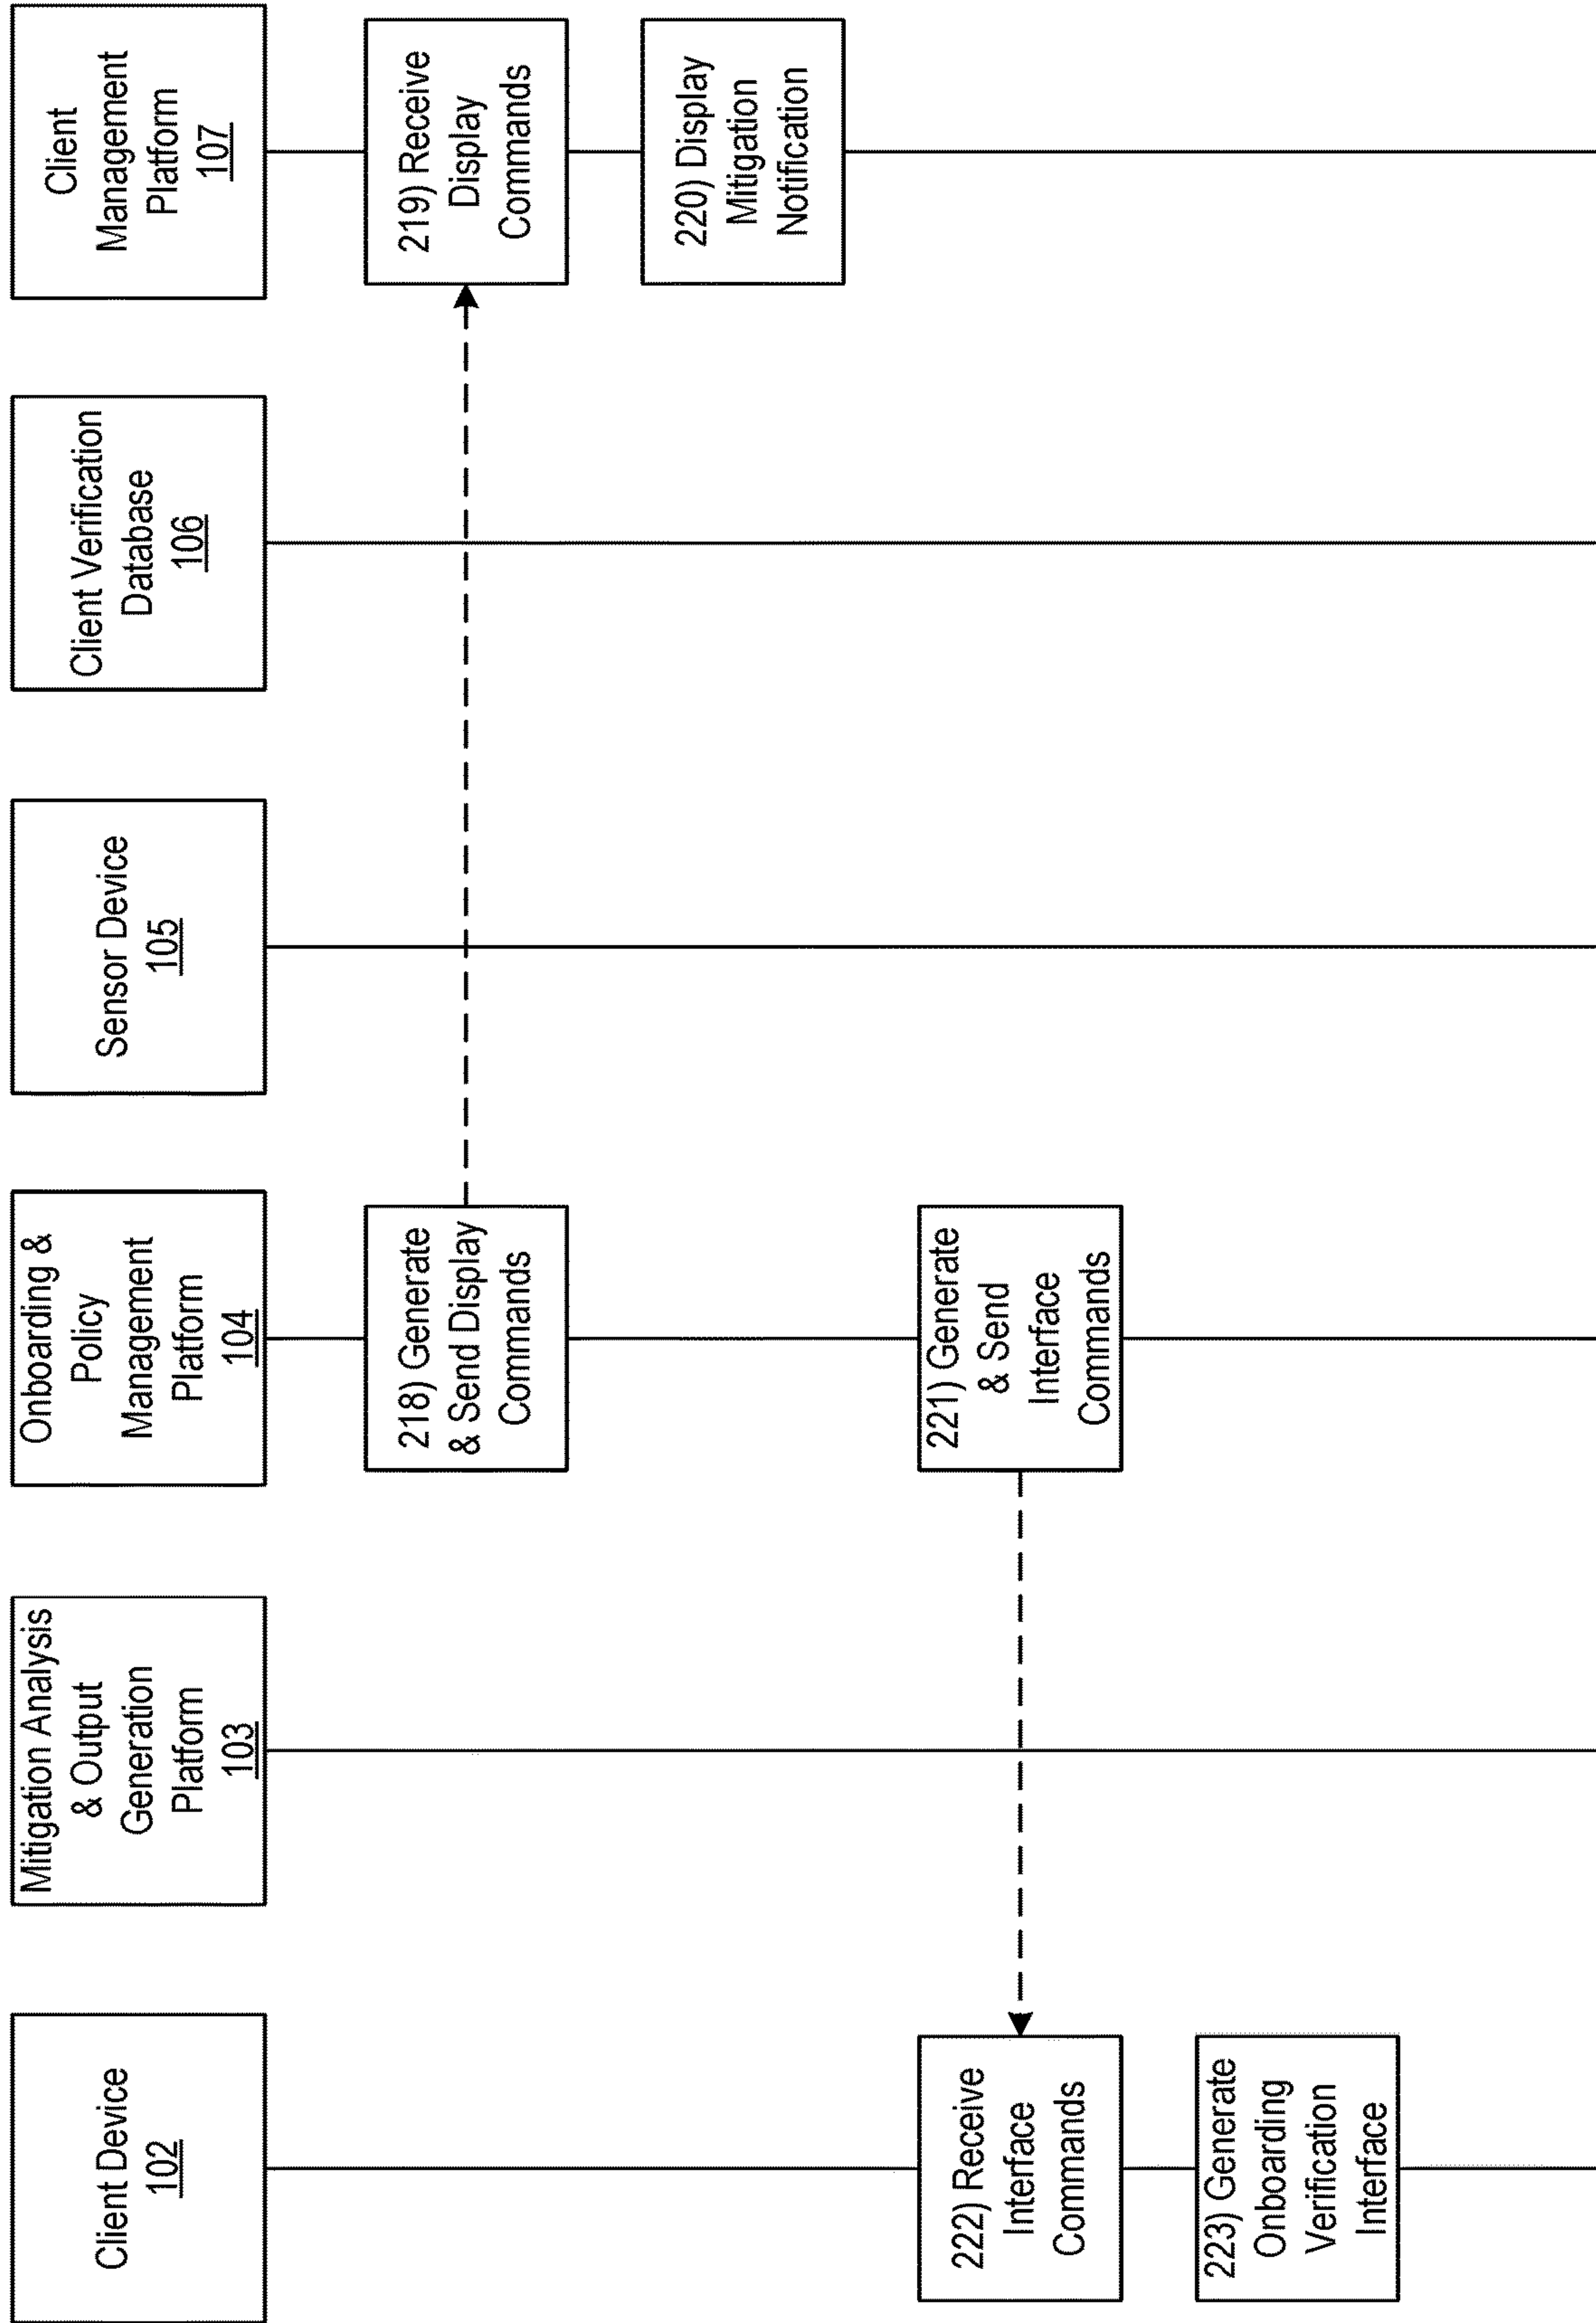 Client Device
102
Mitigation Analysis
& Output
Generation
Platform
103
Onboarding &
Policy
Management
Platform
104
Sensor Device
105
Client Verification
Database
106
Client
Management
Platform
107
218) Generate
& Send Display
Commands
219) Receive
Display
Commands
220) Display
Mitigation
Notification
221) Generate
& Send
Interface
Commands
222) Receive
Interface
Commands
223) Generate
Onboarding
Verification
Interface